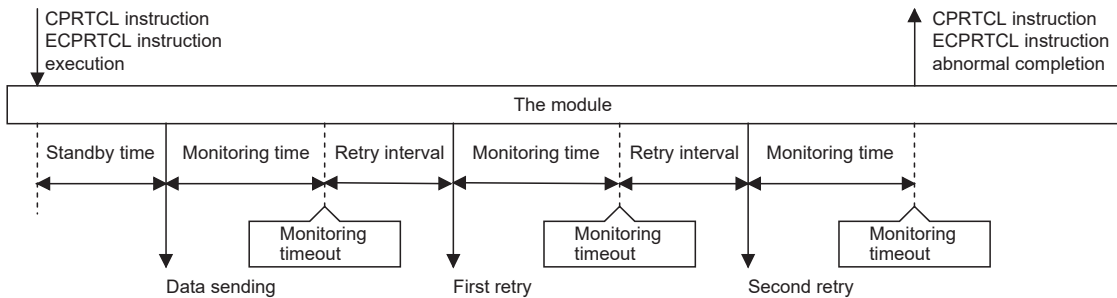 CPRTCL instruction
ECPRTCL instruction
execution
CPRTCL instruction
ECPRTCL instruction
abnormal completion
The module
Standby time
Monitoring time
Retry interval
Monitoring time
Retry interval
Monitoring time
Monitoring
timeout
Monitoring
timeout
Monitoring
timeout
Data sending
First retry
Second retry